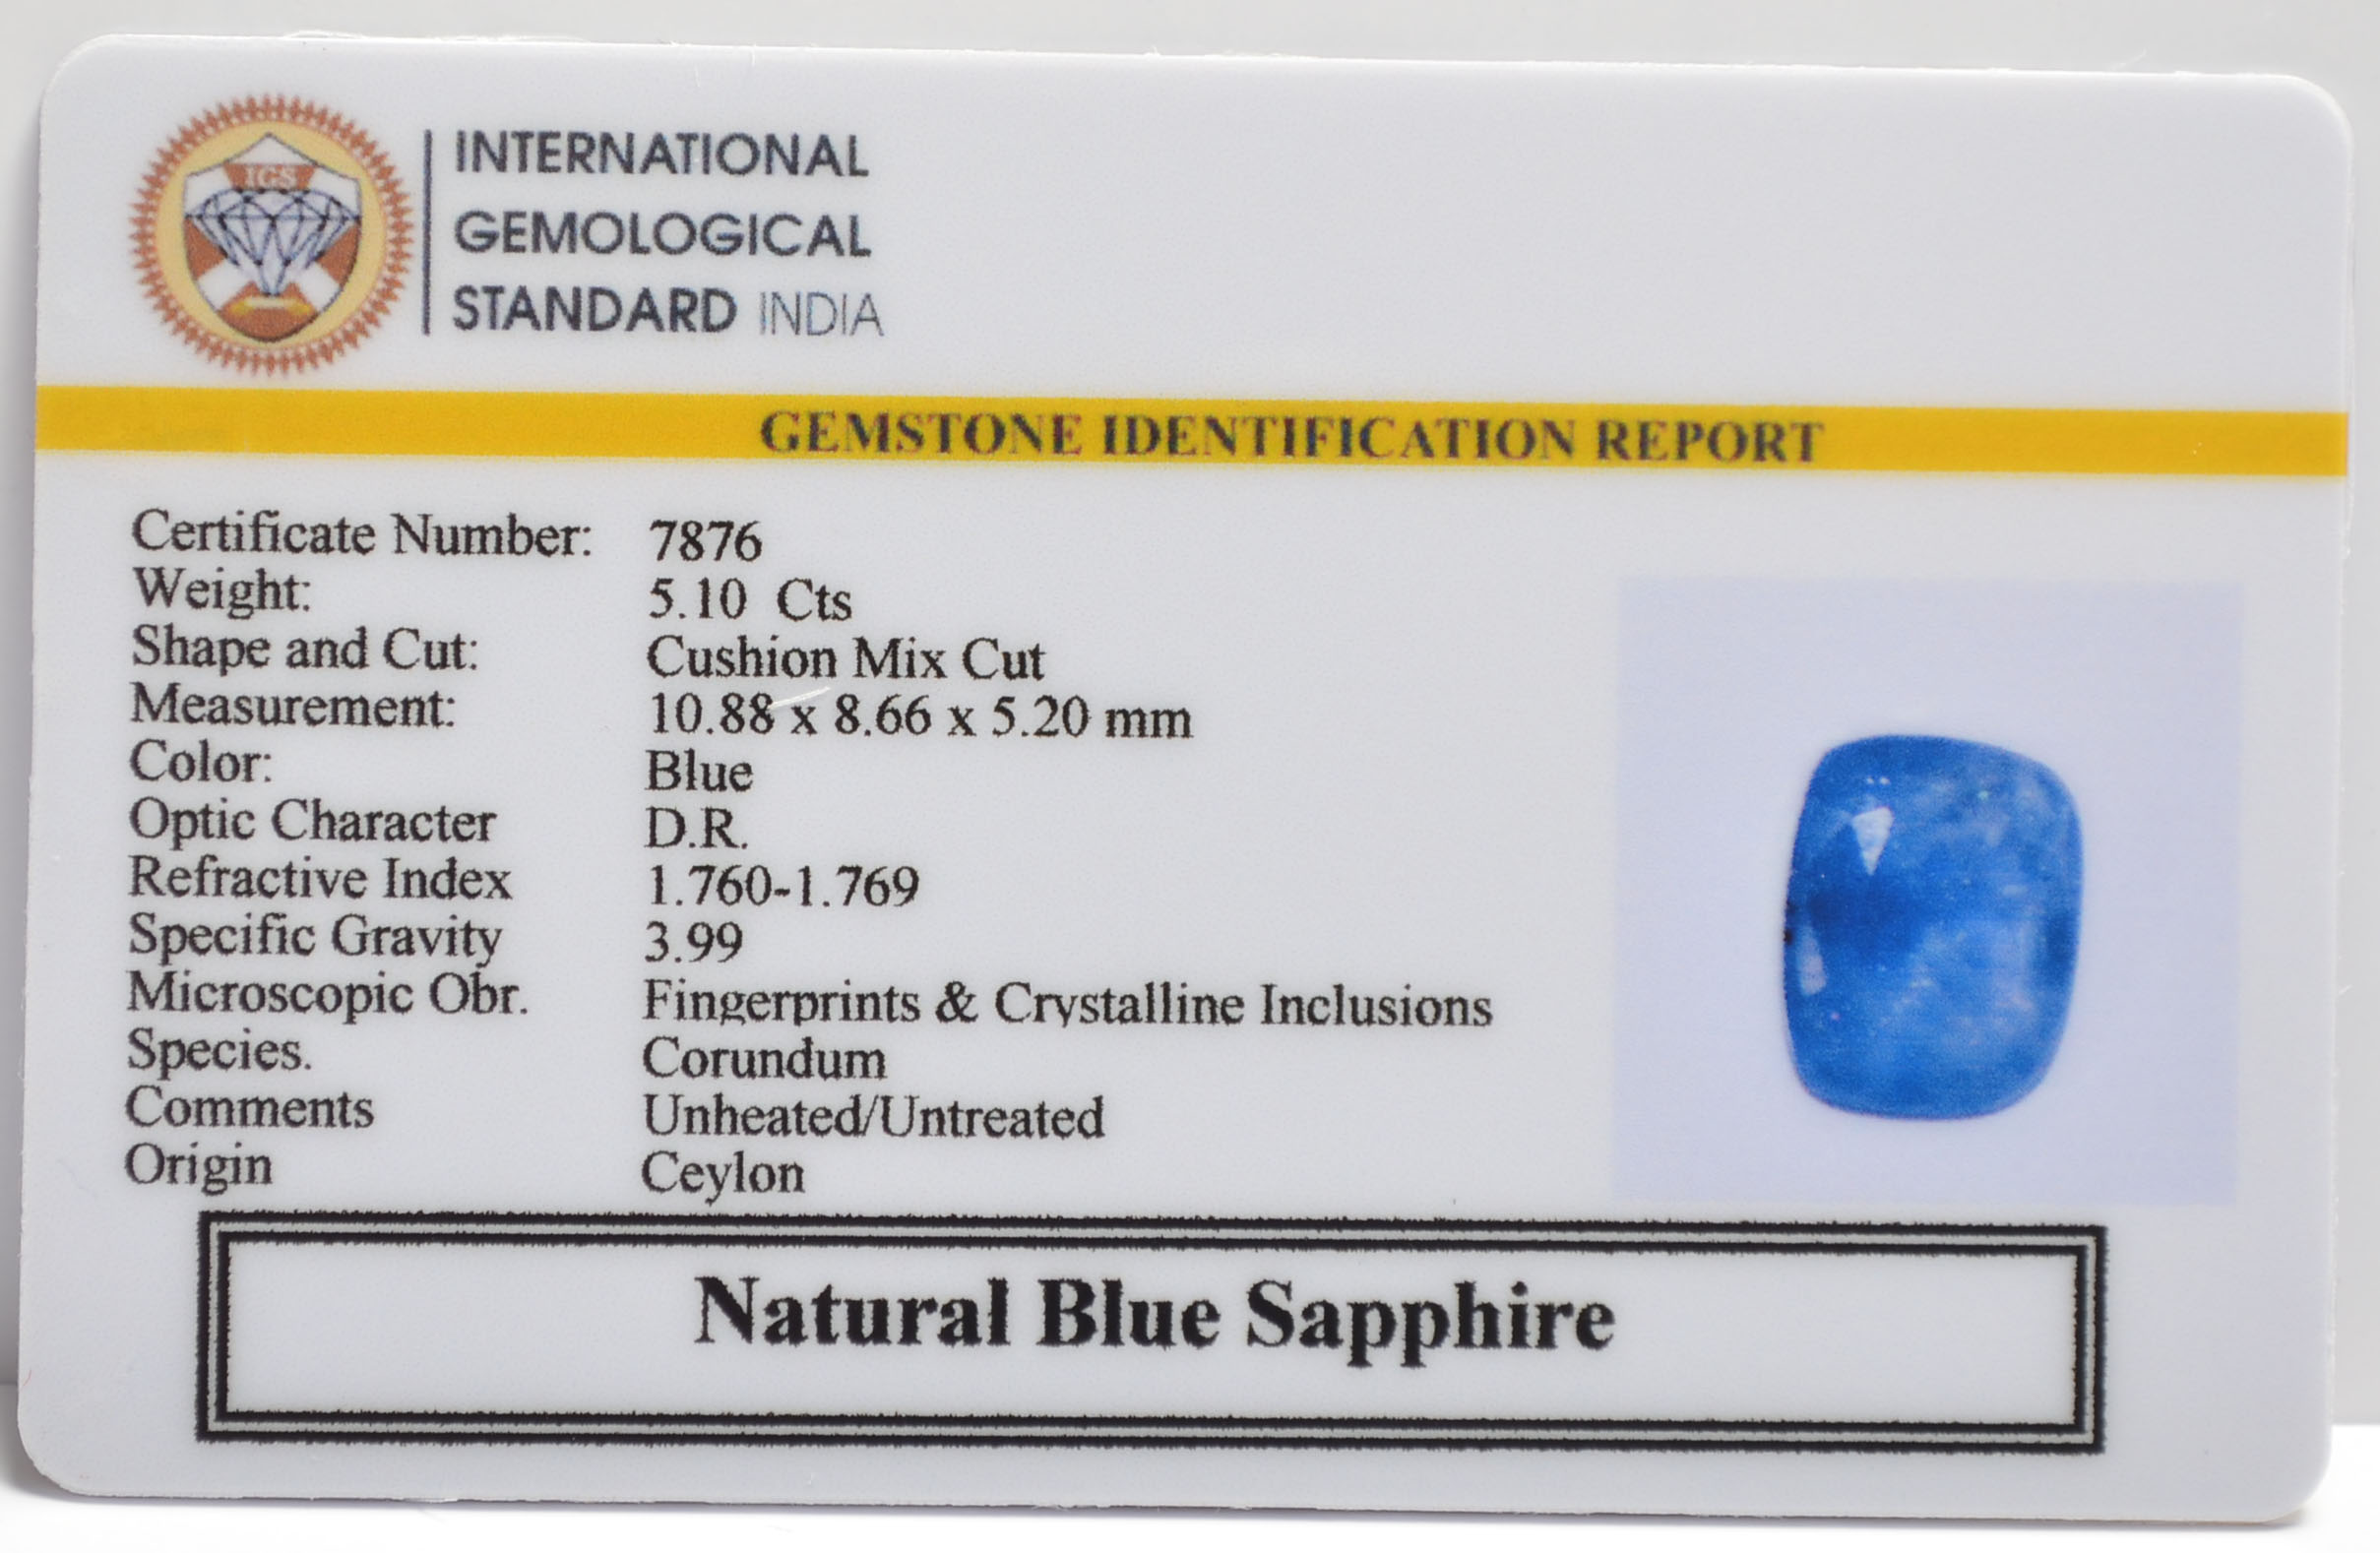 IGS
INTERNATIONAL
GEMOLOGICAL
STANDARD INDIA
GEMSTONE IDENTIFICATION REPORT
Certificate Number: 7876
Weight: 5.10 Cts
Shape and Cut: Cushion Mix Cut
Measurement: 10.88 x 8.66 x 5.20 mm
Color: Blue
Optic Character D.R.
Refractive Index 1.760-1.769
Specific Gravity 3.99
Microscopic Obr. Fingerprints & Crystalline Inclusions
Species. Corundum
Comments Unheated/Untreated
Origin Ceylon
Natural Blue Sapphire